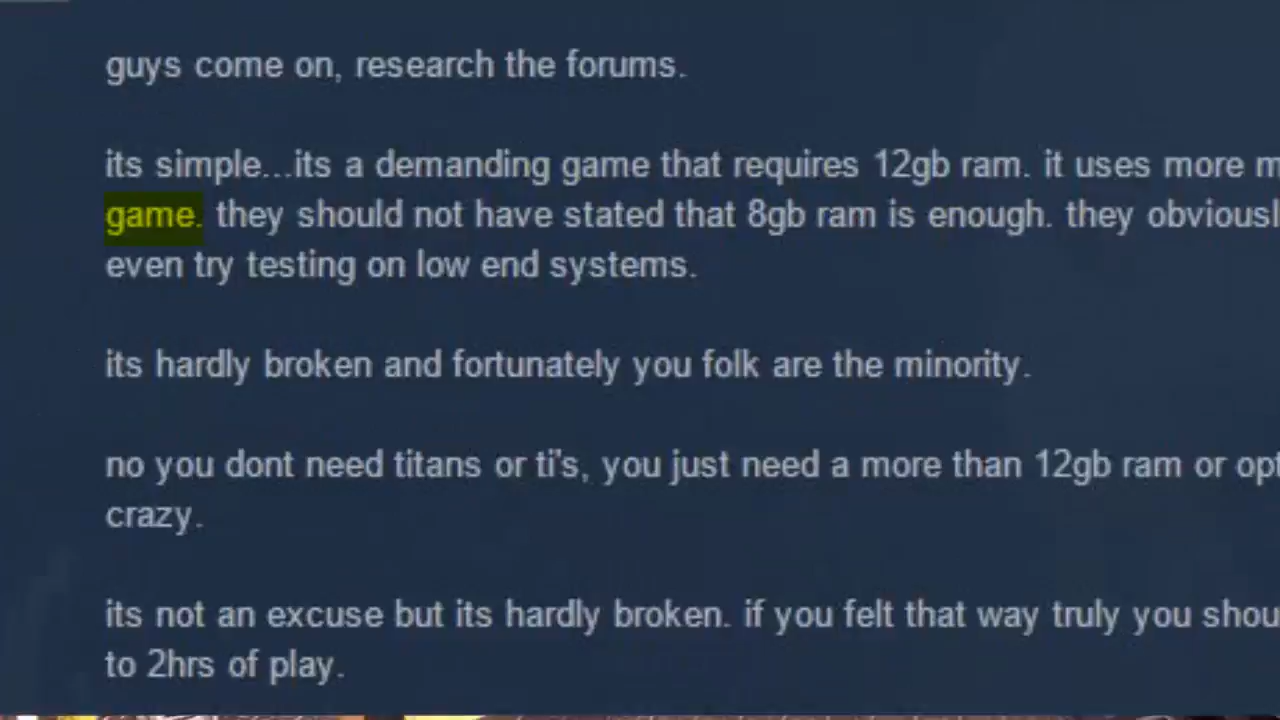 guys come on, research the forums.
its simple...its a demanding game that requires 12gb ram. it uses more
game. they should not have stated that 8gb ram is enough. they obviousl
even try testing on low end systems.
its hardly broken and fortunately you folk are the minority.
no you dont need titans or ti's, you just need a more than 12gb ram or opt
crazy.
its not an excuse but its hardly broken. if you felt that way truly you shou
to 2hrs of play.